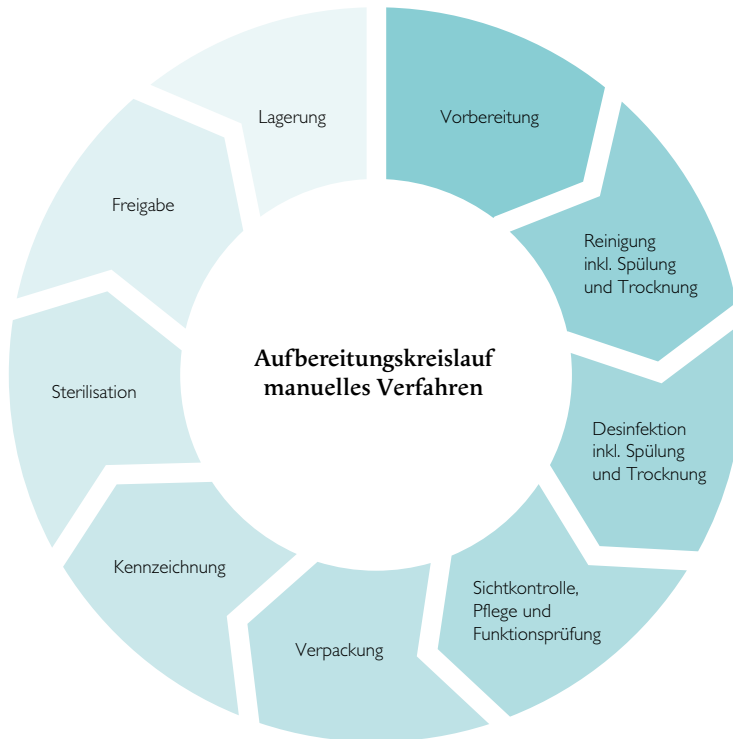 Aufbereitungskreislauf
manuelles Verfahren
Vorbereitung
Reinigung
inkl. Spülung
und Trocknung
Desinfektion
inkl. Spülung
und Trocknung
Sichtkontrolle,
Pflege und
Funktionsprüfung
Verpackung
Kennzeichnung
Sterilisation
Freigabe
Lagerung